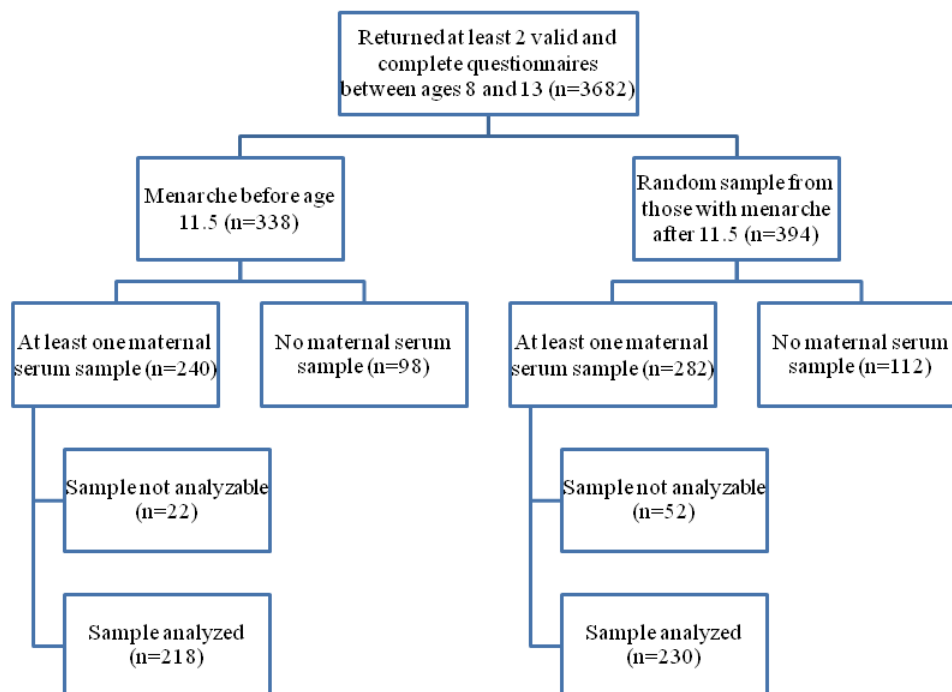 Returned at least 2 valid and
complete questionnaires
between ages 8 and 13 (n=3682)
Menarche before age
11.5 (n=338)
Random sample from
those with menarche
after 11.5 (n=394)
At least one maternal
serum sample (n=240)
No maternal serum
sample (n=98)
At least one maternal
serum sample (n=282)
No maternal serum
sample (n=112)
Sample not analyzable
(n=22)
Sample not analyzable
(n=52)
Sample analyzed
(n=218)
Sample analyzed
(n=230)